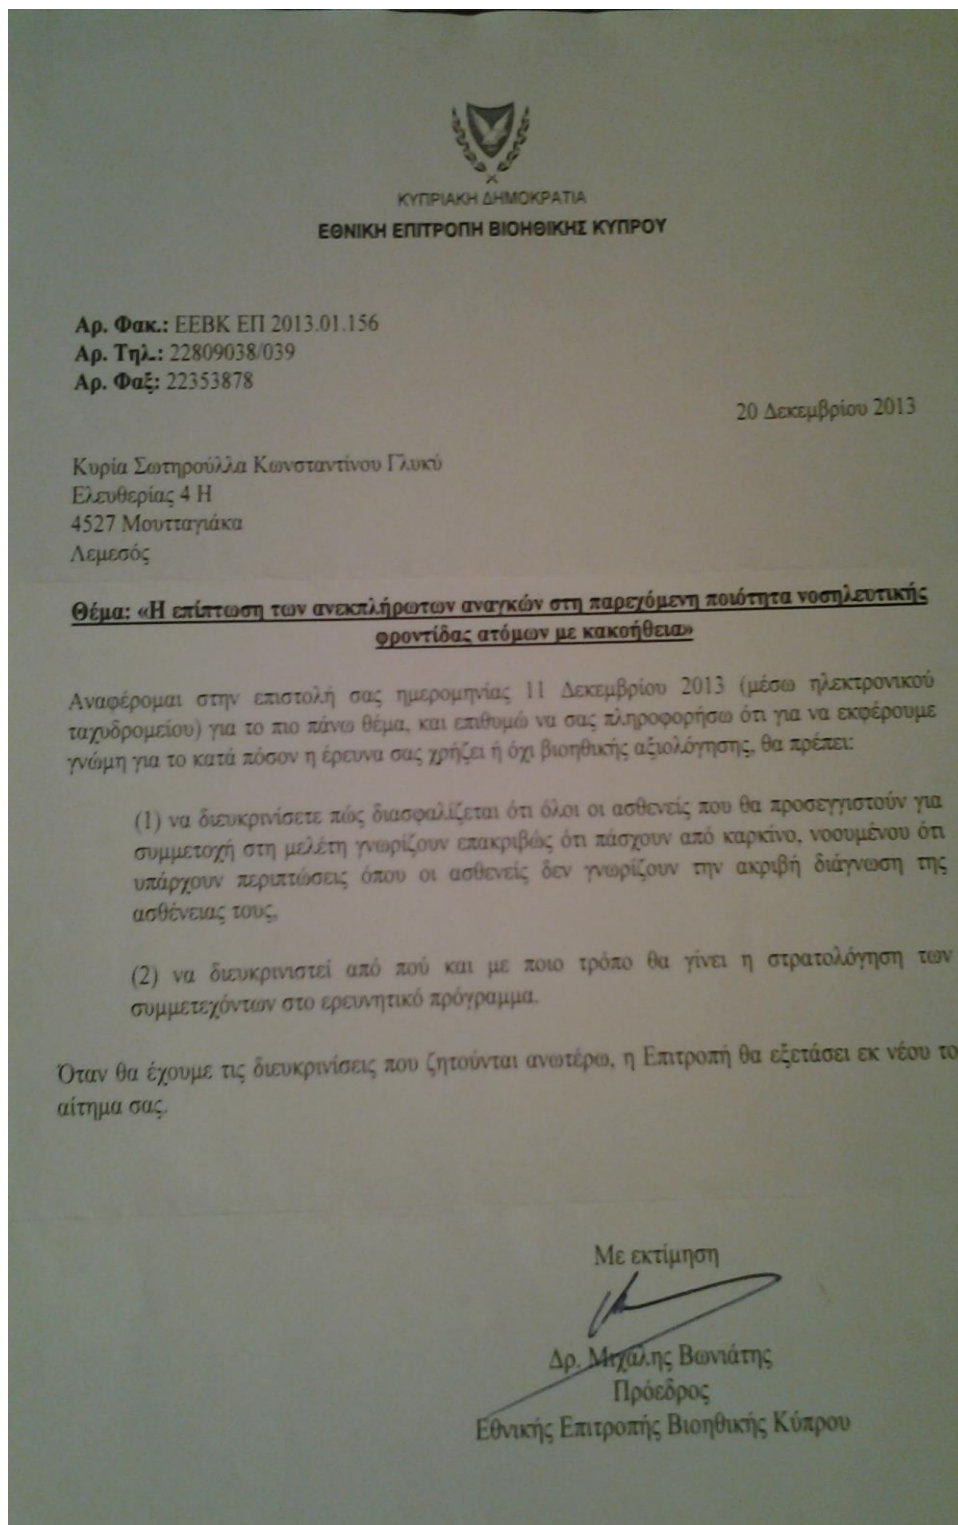 ΚΥΠΡΙΑΚΗ ΔΗΜΟΚΡΑΤΙΑ
ΕΘΝΙΚΗ ΕΠΙΤΡΟΠΗ ΒΙΟΗΘΙΚΗΣ ΚΥΠΡΟΥ
Αρ. Φακ.: ΕΕΒΚ ΕΠ 2013.01.156
Αρ. Τηλ.: 22809038/039
Αρ. Φαξ: 22353878
20 Δεκεμβρίου 2013
Κυρία Σωτηρούλλα Κωνσταντίνου Γλυκύ
Ελευθερίας 4 Η
4527 Μουτταγιάκα
Λεμεσός
Θέμα: «Η επίπτωση των ανεκπλήρωτων αναγκών στη παρεχόμενη ποιότητα νοσηλευτικής
φροντίδας ατόμων με κακοήθεια»
Αναφέρομαι στην επιστολή σας ημερομηνίας 11 Δεκεμβρίου 2013 (μέσω ηλεκτρονικού
ταχυδρομείου) για το πιο πάνω θέμα, και επιθυμώ να σας πληροφορήσω ότι για να εκφέρουμε
γνώμη για το κατά πόσον η έρευνα σας χρήζει ή όχι βιοηθικής αξιολόγησης, θα πρέπει:
(1) να διευκρινίσετε πώς διασφαλίζεται ότι όλοι οι ασθενείς που θα προσεγγιστούν για
συμμετοχή στη μελέτη γνωρίζουν επακριβώς ότι πάσχουν από καρκίνο, νοουμένου ότι
υπάρχουν περιπτώσεις όπου οι ασθενείς δεν γνωρίζουν την ακριβή διάγνωση της
ασθένειας τους,
(2) να διευκρινιστεί από πού και με ποιο τρόπο θα γίνει η στρατολόγηση των
συμμετεχόντων στο ερευνητικό πρόγραμμα.
Όταν θα έχουμε τις διευκρινίσεις που ζητούνται ανωτέρω, η Επιτροπή θα εξετάσει εκ νέου το
αίτημα σας.
Με εκτίμηση
Δρ. Μιχάλης Βωνιάτης
Πρόεδρος
Εθνικής Επιτροπής Βιοηθικής Κύπρου